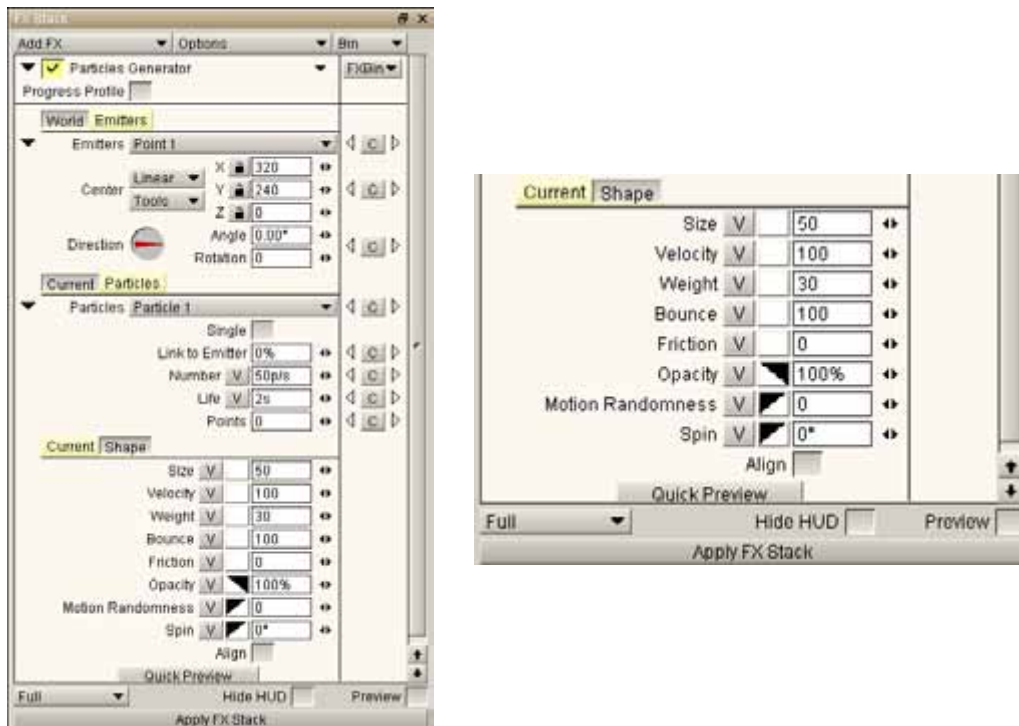 FX Stack
Add FX Options Bin
Particles Generator FXBin
Progress Profile
World Emitters
Emitters Point 1 C
Linear X 320
Center Y 240 C
Tools Z 0
Direction Angle 0.00° C
Rotation 0
Current Particles
Particles Particle 1 C
Single
Link to Emitter 0% C
Number V 50p/s C
Life V 2s C
Points 0 C
Current Shape
Size V 50
Velocity V 100
Weight V 30
Bounce V 100
Friction V 0
Opacity V 100%
Motion Randomness V 0
Spin V 0°
Align
Quick Preview
Full Hide HUD Preview
Apply FX Stack
Current Shape
Size V 50
Velocity V 100
Weight V 30
Bounce V 100
Friction V 0
Opacity V 100%
Motion Randomness V 0
Spin V 0°
Align
Quick Preview
Full Hide HUD Preview
Apply FX Stack